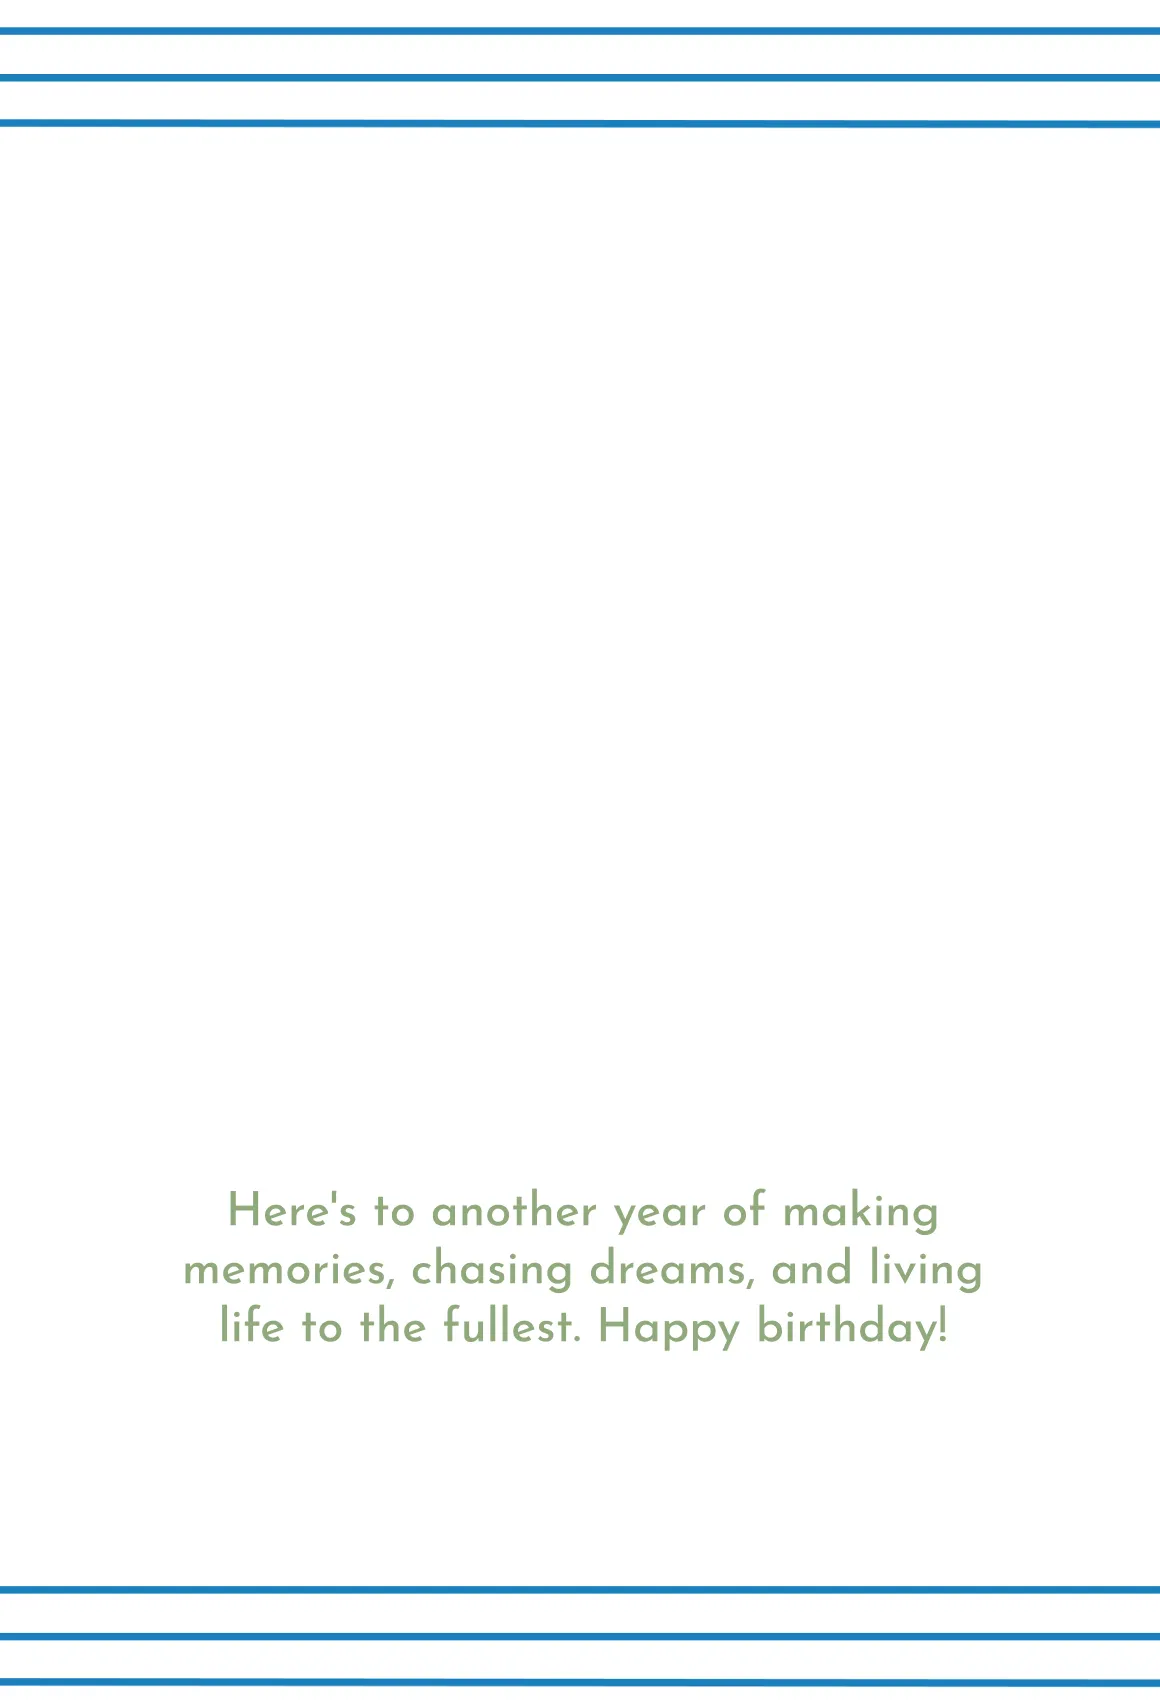 Here's to another year of making
memories, chasing dreams, and living
life to the fullest. Happy birthday!